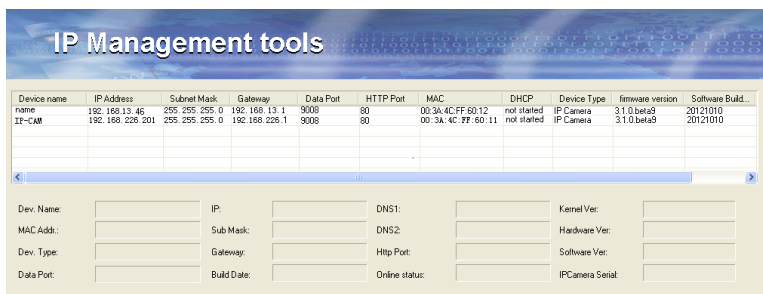 IP Management tools
Device name IP Address Subnet Mask Gateway Data Port HTTP Port MAC DHCP Device Type firmware version Software Build...
name 192.168.13.46 255.255.255.0 192.168.13.1 9008 80 00:3A:4C:FF:60:12 not started IP Camera 3.1.0.beta9 20121010
IP-CAM 192.168.226.201 255.255.255.0 192.168.226.1 9008 80 00:3A:4C:FF:60:11 not started IP Camera 3.1.0.beta9 20121010
Dev. Name: IP: DNS1: Kernel Ver:
MAC Addr.: Sub Mask: DNS2: Hardware Ver:
Dev. Type: Gateway: Http Port: Software Ver:
Data Port: Build Date: Online status: IPCamera Serial: